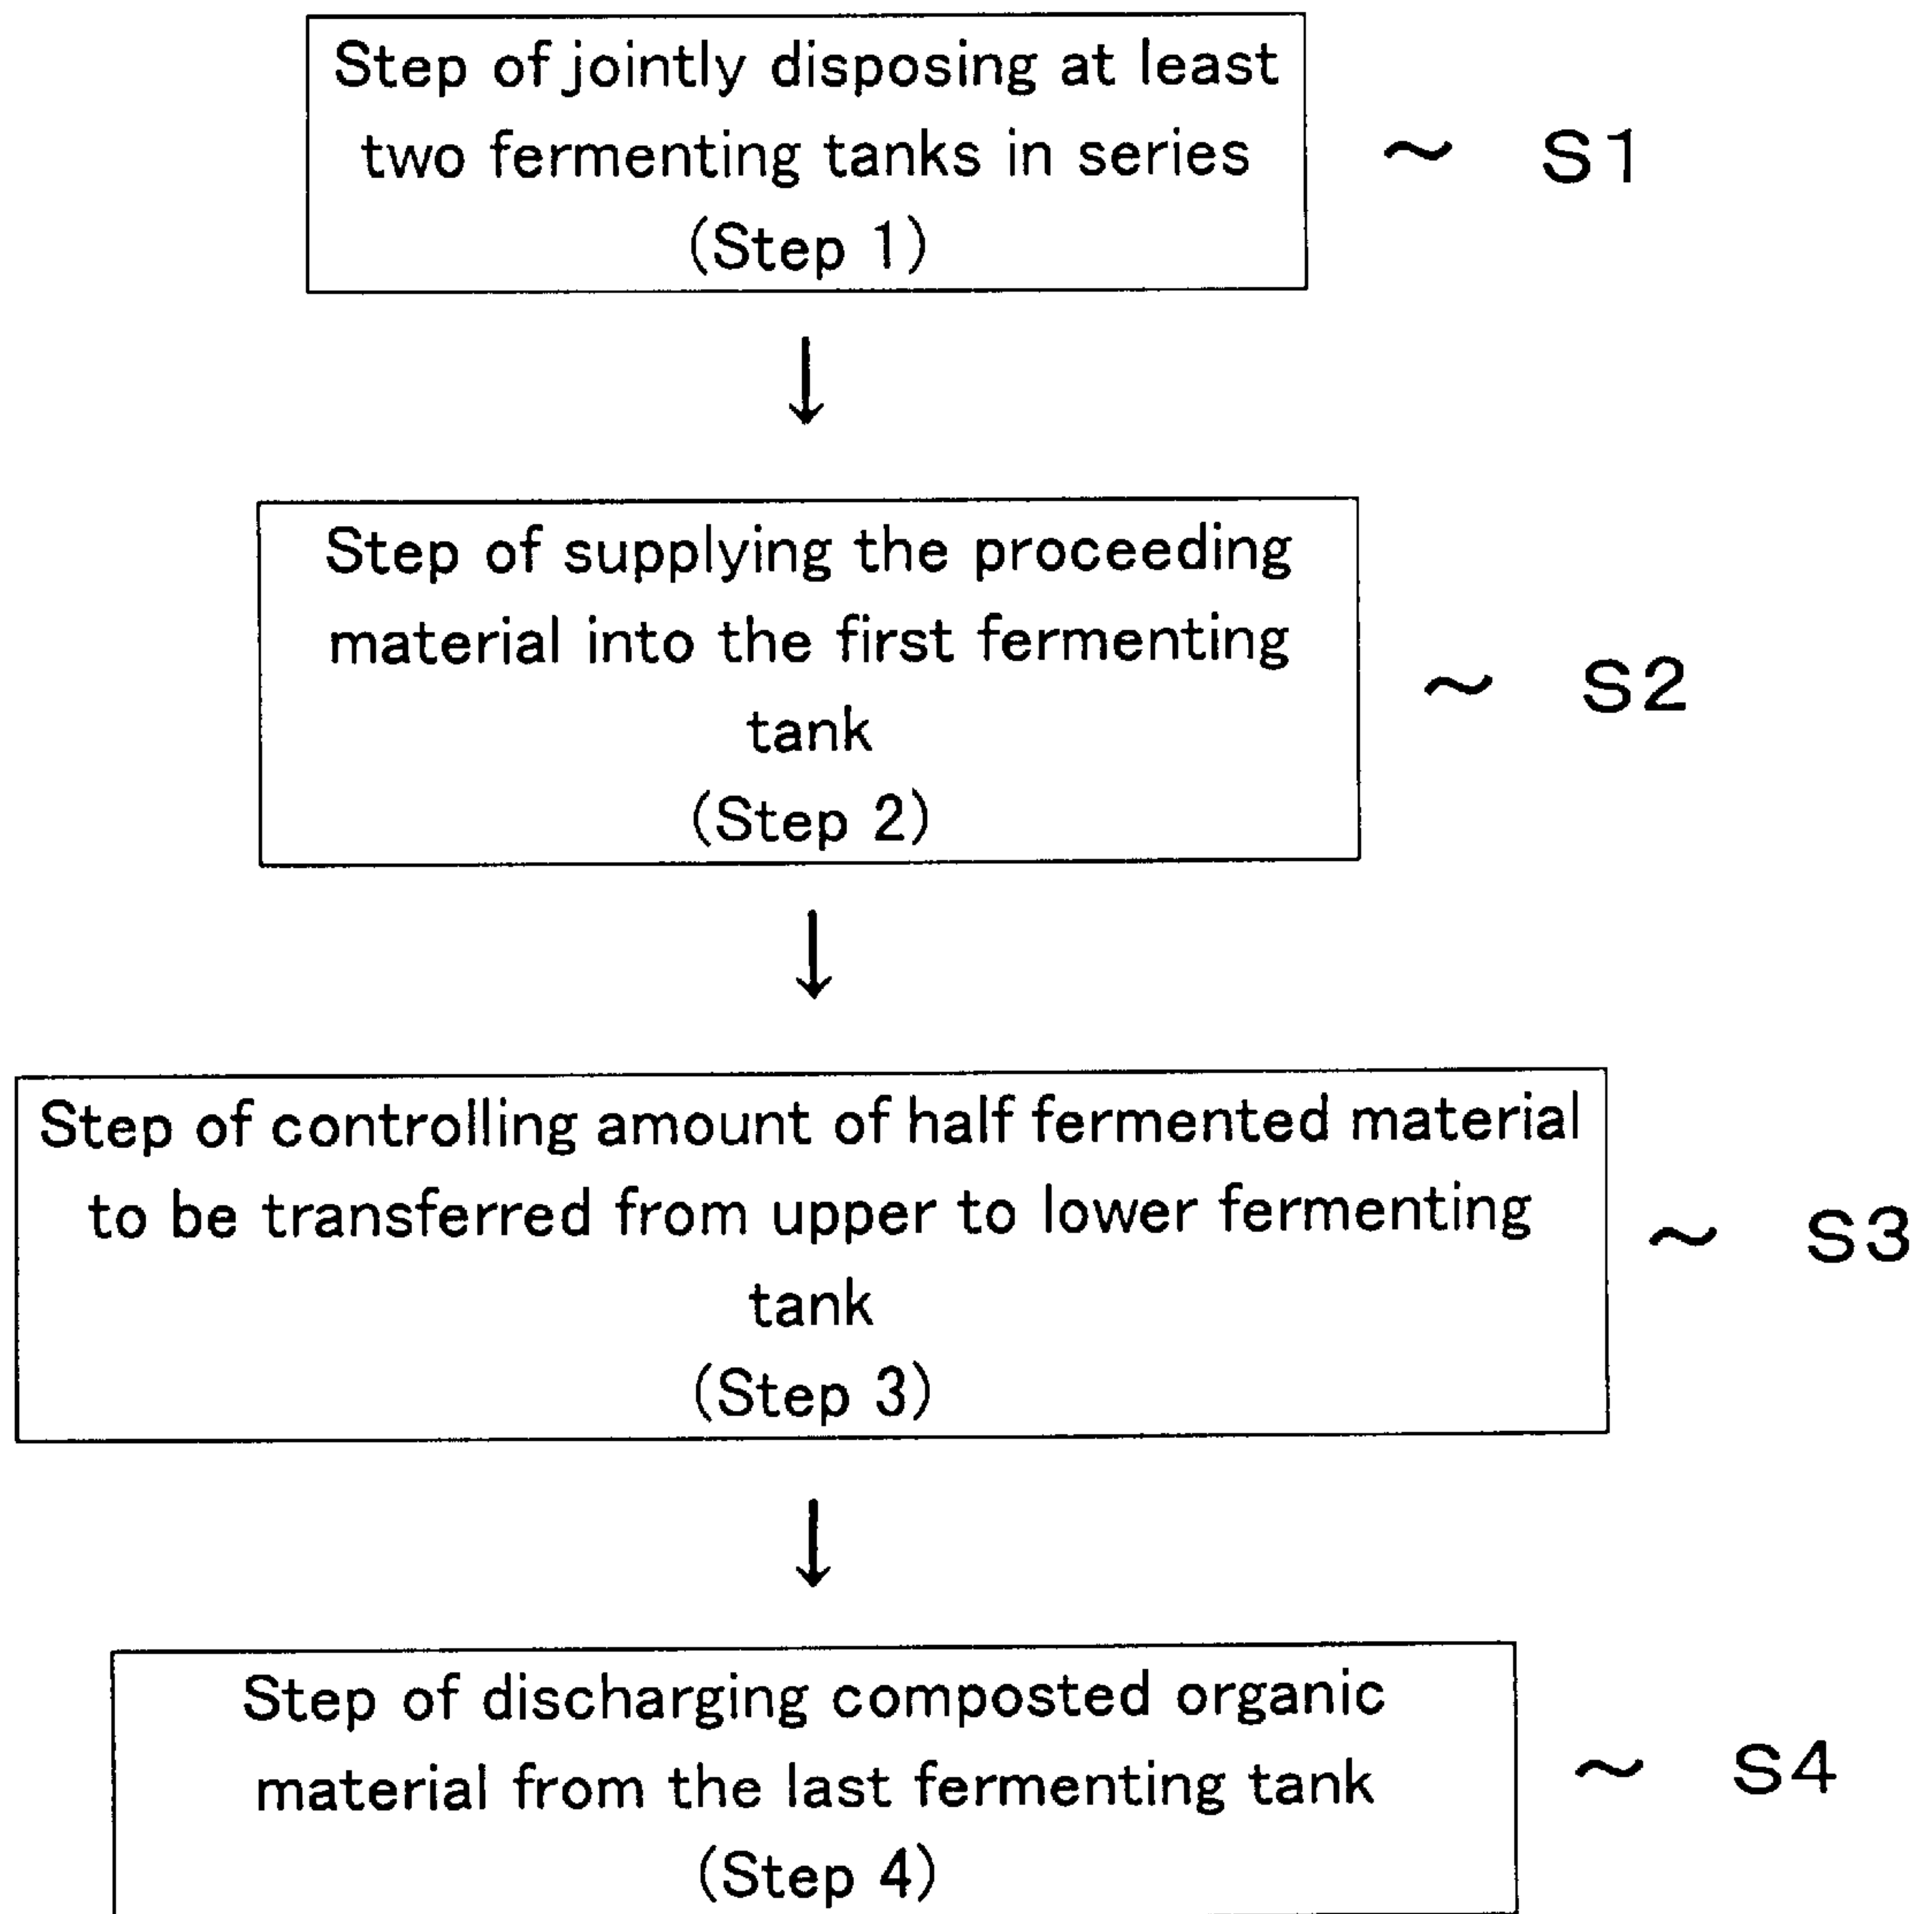 Step of jointly disposing at least
two fermenting tanks in series
(Step 1)
~ S1
↓
Step of supplying the proceeding
material into the first fermenting
tank
(Step 2)
~ S2
↓
Step of controlling amount of half fermented material
to be transferred from upper to lower fermenting
tank
(Step 3)
~ S3
↓
Step of discharging composted organic
material from the last fermenting tank
(Step 4)
~ S4